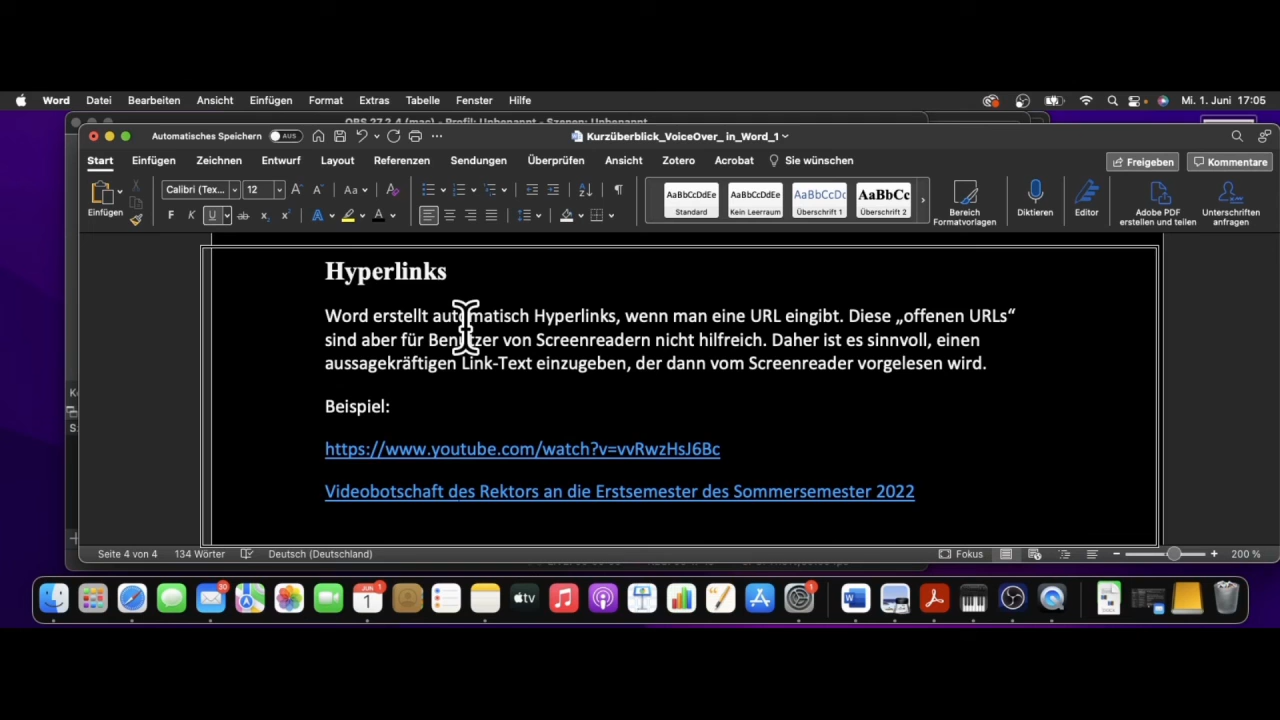 Word Datei Bearbeiten Ansicht Einfügen Format Extras Tabelle Fenster Hilfe Mi. 1. Juni 17:05
Automatisches Speichern AUS Kurzüberblick_VoiceOver_ in_Word_1
Start Einfügen Zeichnen Entwurf Layout Referenzen Sendungen Überprüfen Ansicht Zotero Acrobat Sie wünschen Freigeben Kommentare
Calibri (Tex... 12
Einfügen
AaBbCcDdEe AaBbCcDdEe AaBbCcDc AaBbCc
Standard Kein Leerraum Überschrift 1 Überschrift 2
Bereich Formatvorlagen
Diktieren
Editor
Adobe PDF erstellen und teilen
Unterschriften anfragen
Hyperlinks
Word erstellt automatisch Hyperlinks, wenn man eine URL eingibt. Diese „offenen URLs“
sind aber für Benutzer von Screenreadern nicht hilfreich. Daher ist es sinnvoll, einen
aussagekräftigen Link-Text einzugeben, der dann vom Screenreader vorgelesen wird.
Beispiel:
https://www.youtube.com/watch?v=vvRwzHsJ6Bc
Videobotschaft des Rektors an die Erstsemester des Sommersemester 2022
Seite 4 von 4 134 Wörter Deutsch (Deutschland) Fokus 200 %